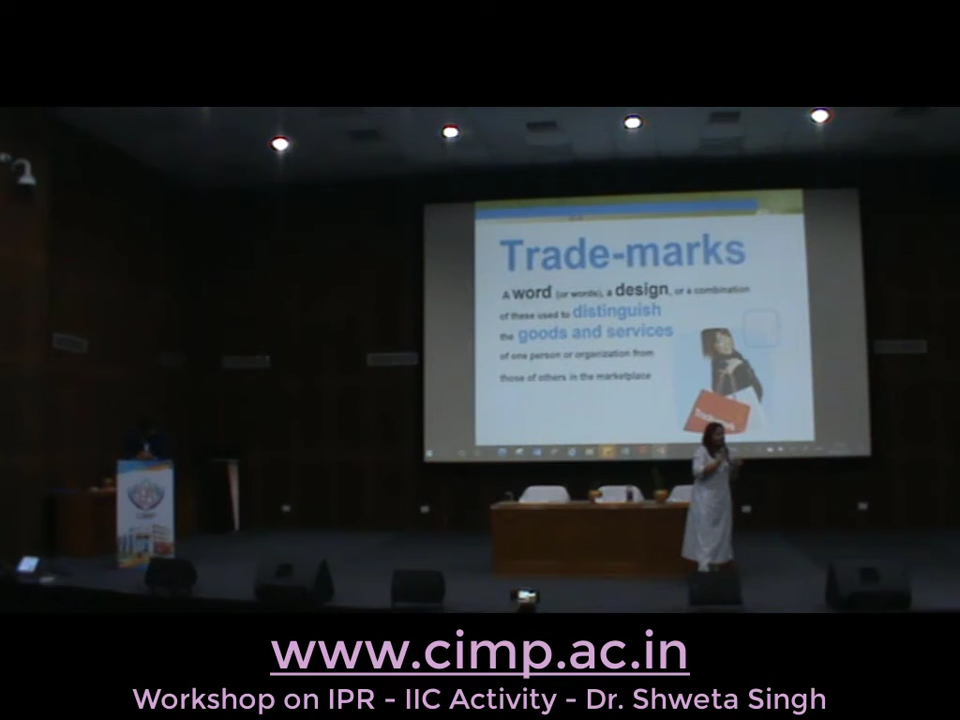 Trade-marks
A word (or words), a design, or a combination
of these used to distinguish
the goods and services
of one person or organization from
those of others in the marketplace
Trademark
CIMP
www.cimp.ac.in
Workshop on IPR - IIC Activity - Dr. Shweta Singh